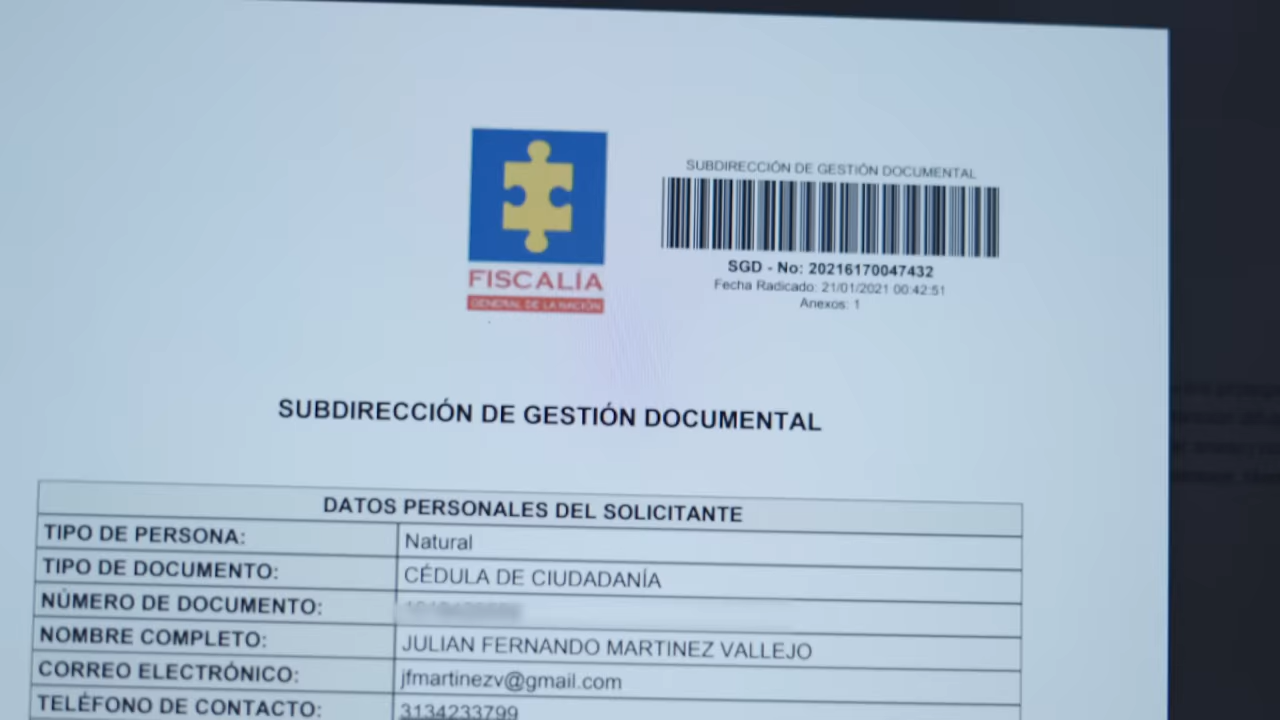 SUBDIRECCIÓN DE GESTIÓN DOCUMENTAL
SGD - No: 20216170047432
Fecha Radicado: 21/01/2021 00:42:51
Anexos: 1
FISCALÍA
GENERAL DE LA NACIÓN
SUBDIRECCIÓN DE GESTIÓN DOCUMENTAL
DATOS PERSONALES DEL SOLICITANTE
TIPO DE PERSONA: Natural
TIPO DE DOCUMENTO: CÉDULA DE CIUDADANÍA
NÚMERO DE DOCUMENTO:
NOMBRE COMPLETO: JULIAN FERNANDO MARTINEZ VALLEJO
CORREO ELECTRÓNICO: jfmartinezv@gmail.com
TELÉFONO DE CONTACTO: 3134233799